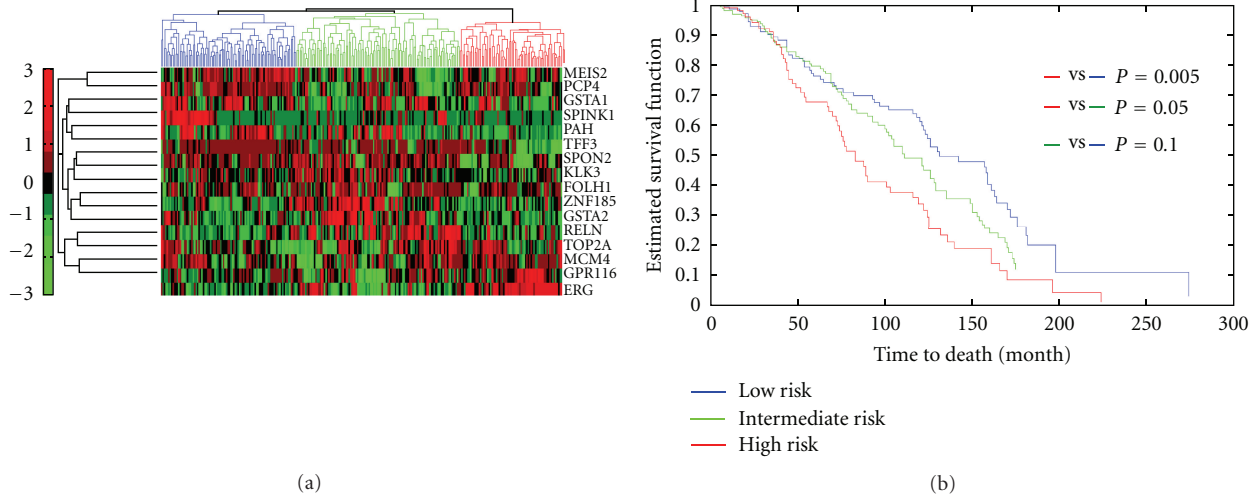 3
2
1
0
−1
−2
−3
MEIS2
PCP4
GSTA1
SPINK1
PAH
TFF3
SPON2
KLK3
FOLH1
ZNF185
GSTA2
RELN
TOP2A
MCM4
GPR116
ERG
(a)
Estimated survival function
1
0.9
0.8
0.7
0.6
0.5
0.4
0.3
0.2
0.1
0
0 50 100 150 200 250 300
Time to death (month)
vs P = 0.005
vs P = 0.05
vs P = 0.1
Low risk
Intermediate risk
High risk
(b)